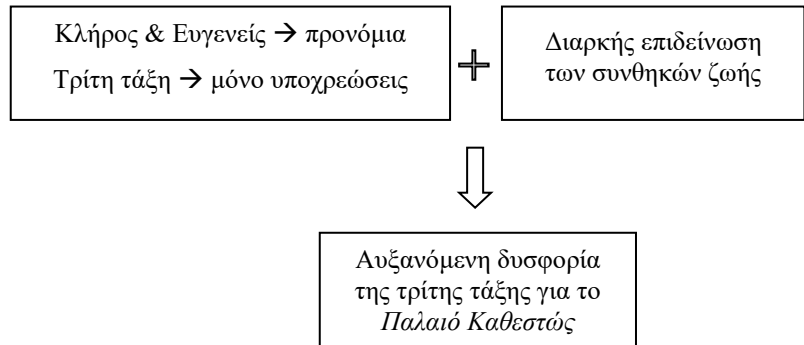 Κλήρος & Ευγενείς → προνόμια
Τρίτη τάξη → μόνο υποχρεώσεις
+
Διαρκής επιδείνωση
των συνθηκών ζωής
Αυξανόμενη δυσφορία
της τρίτης τάξης για το
Παλαιό Καθεστώς